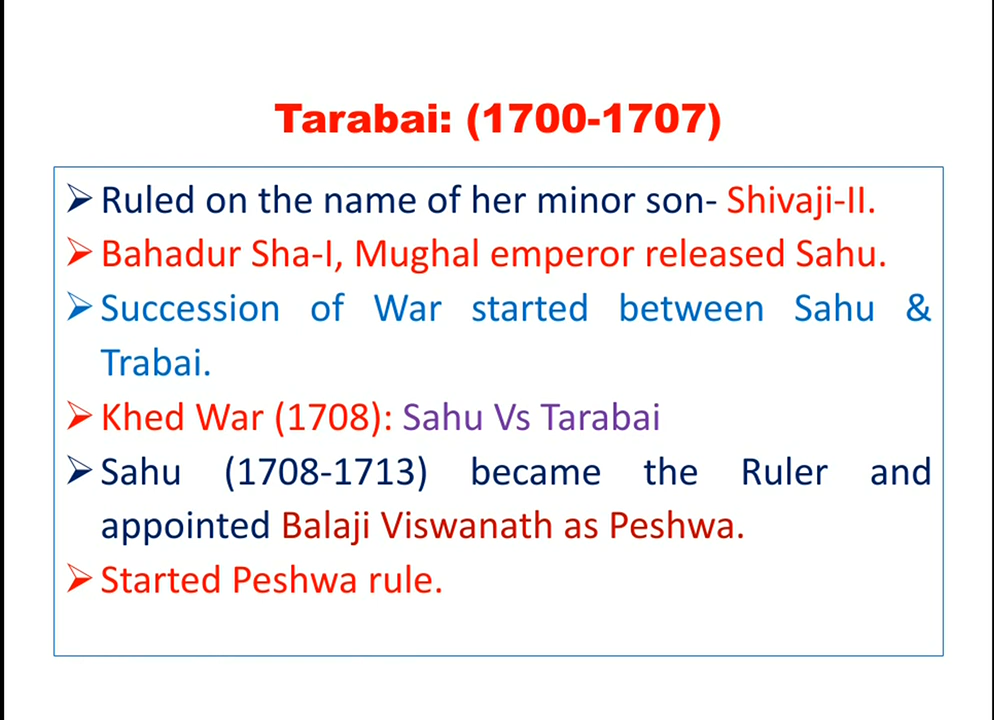 Tarabai: (1700-1707)
Ruled on the name of her minor son- Shivaji-II.
Bahadur Sha-I, Mughal emperor released Sahu.
Succession of War started between Sahu &
Trabai.
Khed War (1708): Sahu Vs Tarabai
Sahu (1708-1713) became the Ruler and
appointed Balaji Viswanath as Peshwa.
Started Peshwa rule.